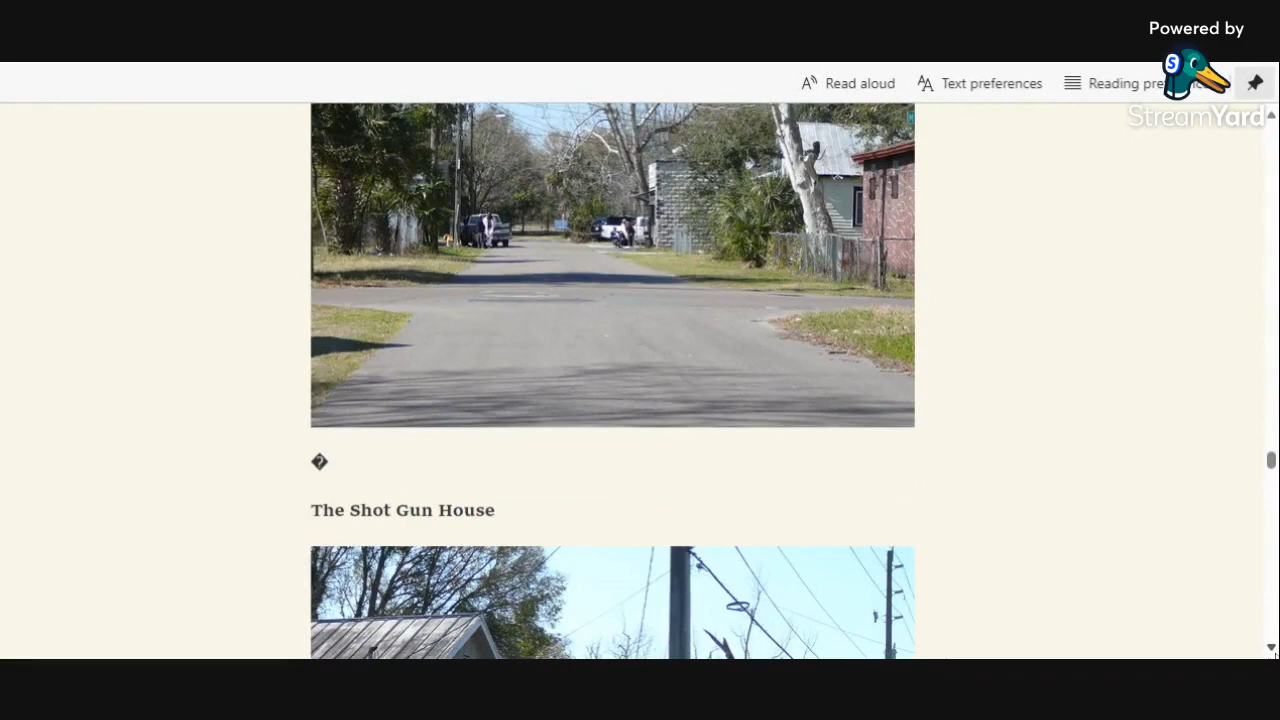 Powered by
Read aloud
Text preferences
Reading pre
StreamYard
The Shot Gun House